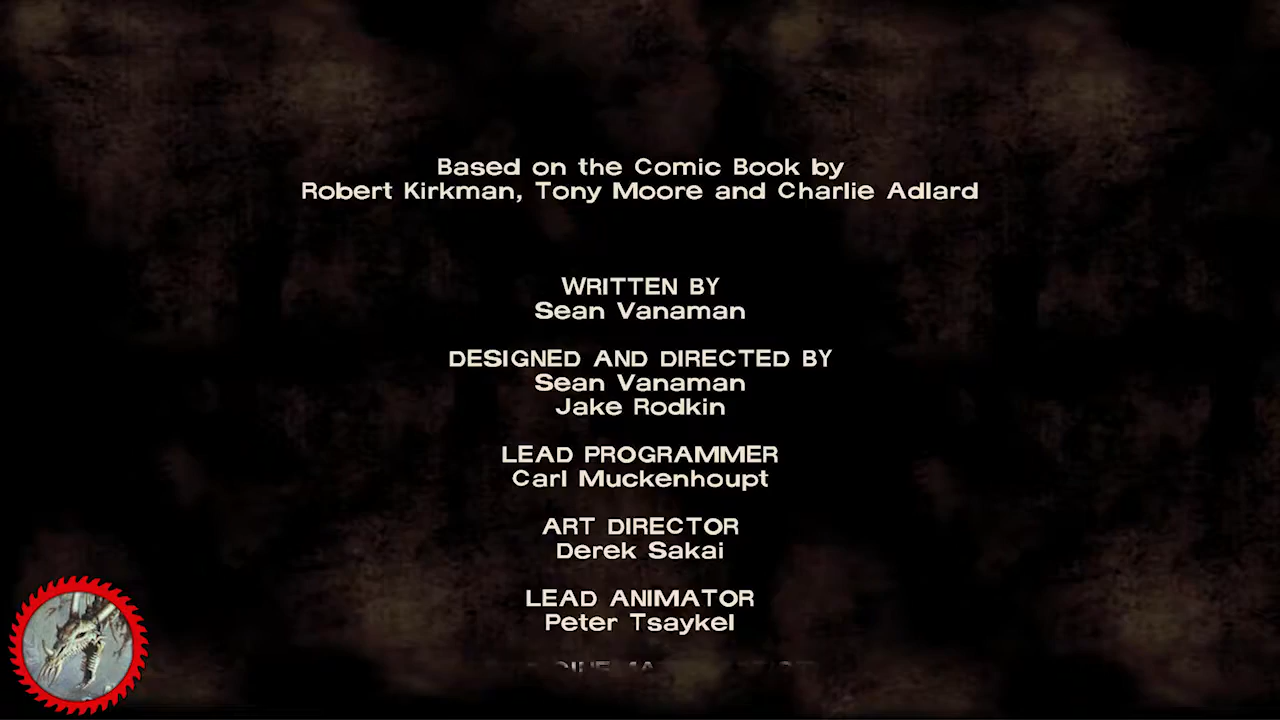 Based on the Comic Book by
Robert Kirkman, Tony Moore and Charlie Adlard
WRITTEN BY
Sean Vanaman
DESIGNED AND DIRECTED BY
Sean Vanaman
Jake Rodkin
LEAD PROGRAMMER
Carl Muckenhoupt
ART DIRECTOR
Derek Sakai
LEAD ANIMATOR
Peter Tsaykel